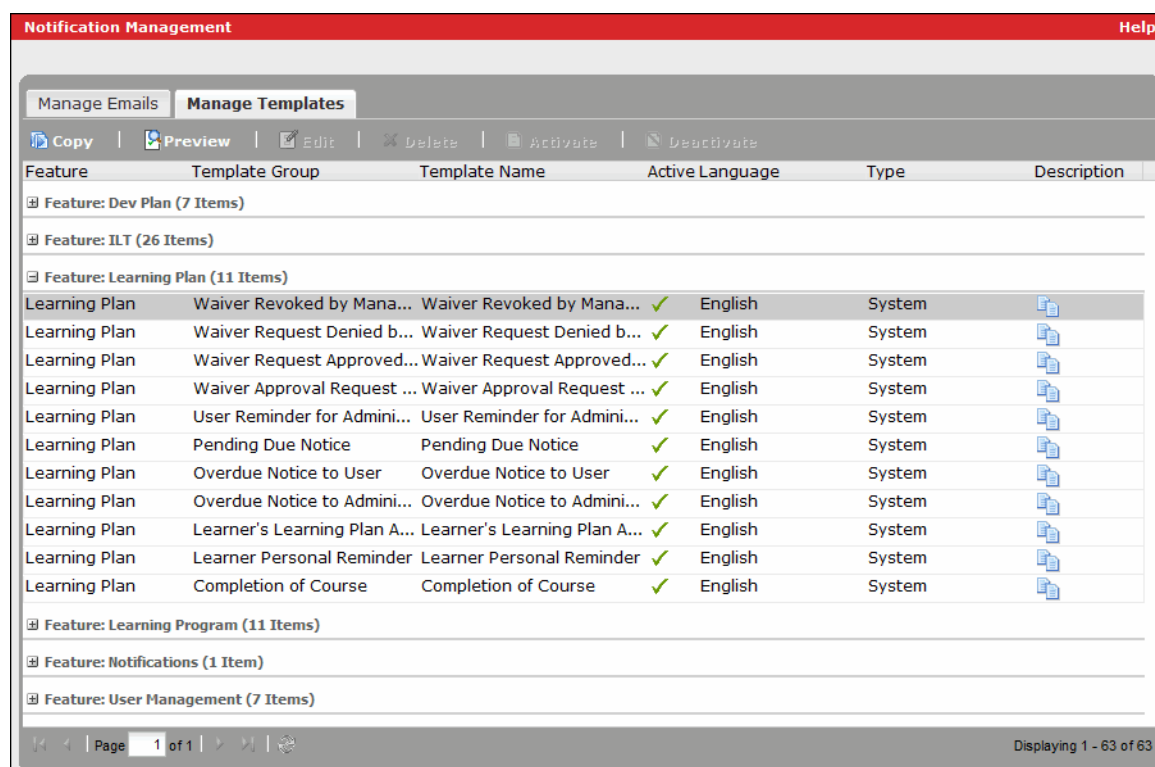 Notification Management Help
Manage Emails Manage Templates
Copy Preview Edit Delete Activate Deactivate
Feature Template Group Template Name Active Language Type Description
Feature: Dev Plan (7 Items)
Feature: ILT (26 Items)
Feature: Learning Plan (11 Items)
Learning Plan Waiver Revoked by Mana... Waiver Revoked by Mana... English System
Learning Plan Waiver Request Denied b... Waiver Request Denied b... English System
Learning Plan Waiver Request Approved... Waiver Request Approved... English System
Learning Plan Waiver Approval Request ... Waiver Approval Request ... English System
Learning Plan User Reminder for Admini... User Reminder for Admini... English System
Learning Plan Pending Due Notice Pending Due Notice English System
Learning Plan Overdue Notice to User Overdue Notice to User English System
Learning Plan Overdue Notice to Admini... Overdue Notice to Admini... English System
Learning Plan Learner's Learning Plan A... Learner's Learning Plan A... English System
Learning Plan Learner Personal Reminder Learner Personal Reminder English System
Learning Plan Completion of Course Completion of Course English System
Feature: Learning Program (11 Items)
Feature: Notifications (1 Item)
Feature: User Management (7 Items)
Page 1 of 1 Displaying 1 - 63 of 63